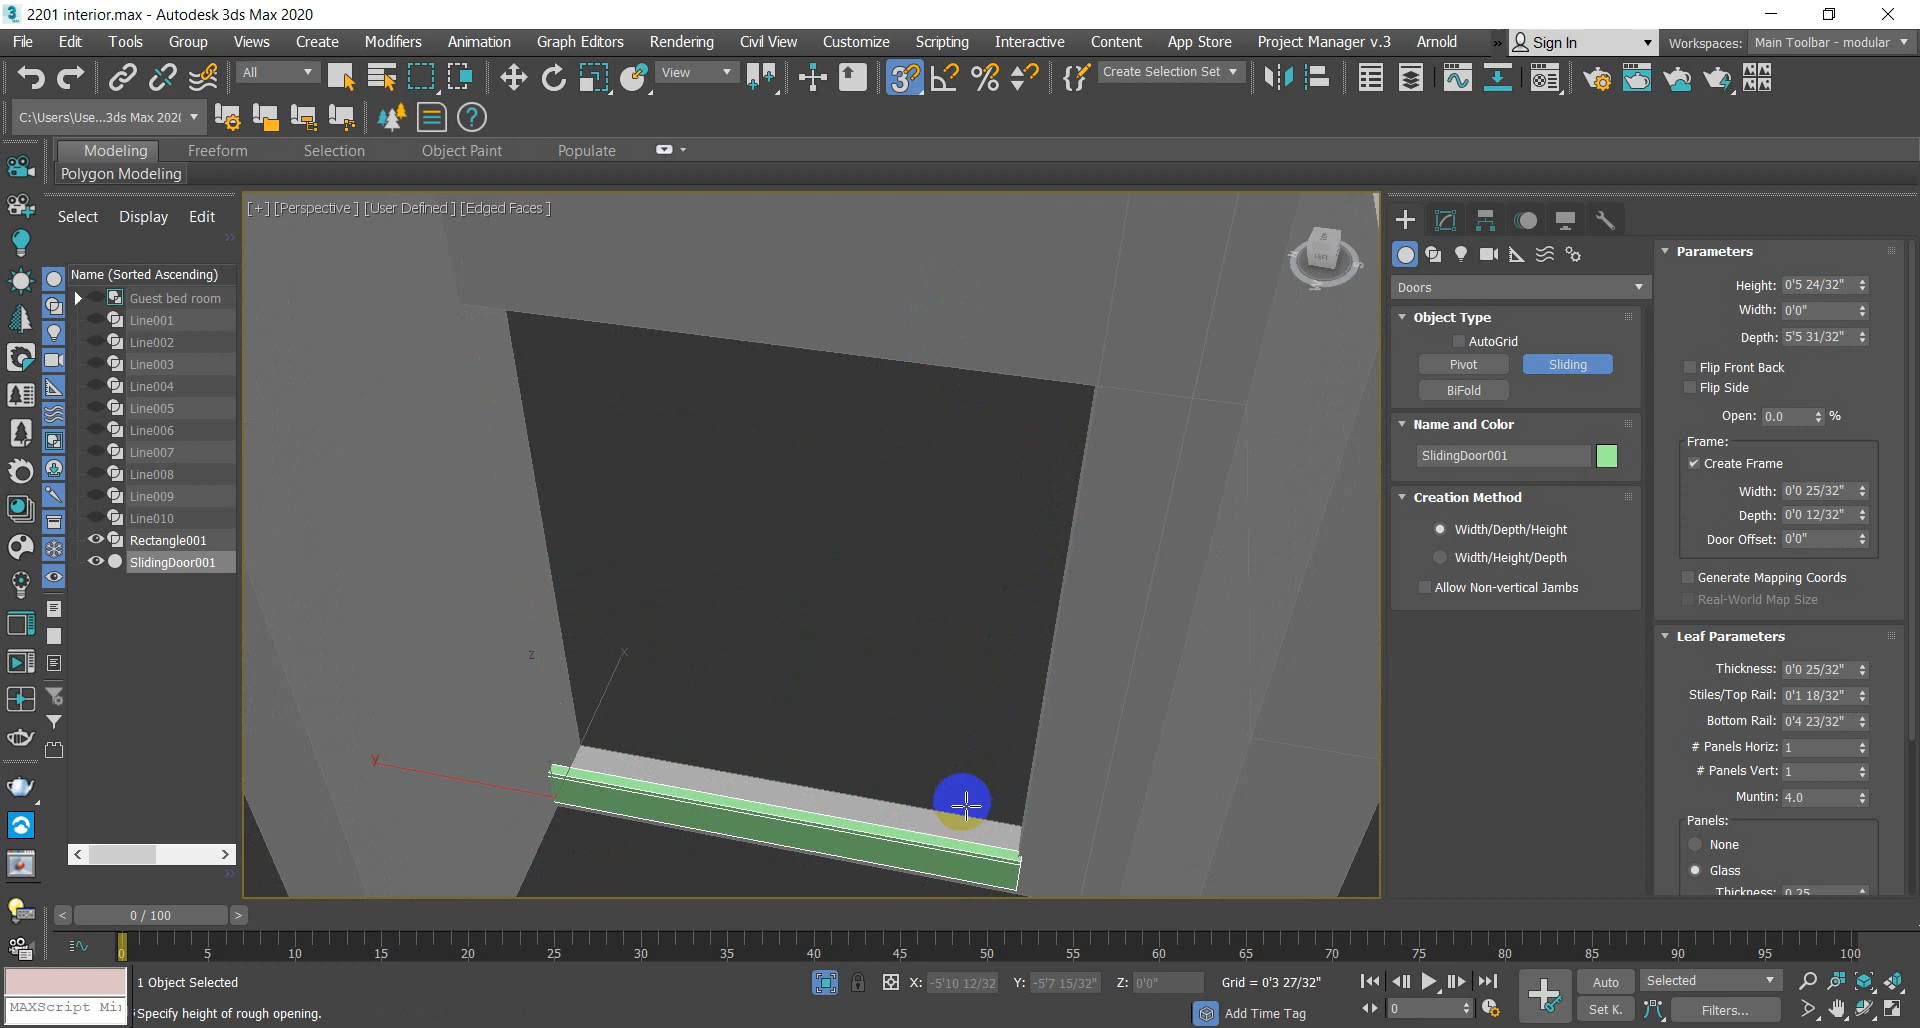 2201 interior.max - Autodesk 3ds Max 2020
File Edit Tools Group Views Create Modifiers Animation Graph Editors Rendering Civil View Customize Scripting Interactive Content App Store Project Manager v.3 Arnold » Sign In Workspaces: Main Toolbar - modular
All View Create Selection Set
C:\Users\Use...3ds Max 202(
Modeling Freeform Selection Object Paint Populate
Polygon Modeling
Select Display Edit
Name (Sorted Ascending)
Guest bed room
Line001
Line002
Line003
Line004
Line005
Line006
Line007
Line008
Line009
Line010
Rectangle001
SlidingDoor001
[+] [Perspective ] [User Defined ] [Edged Faces ]
LEFT
x
y
z
Doors
Object Type
AutoGrid
Pivot Sliding
BiFold
Name and Color
SlidingDoor001
Creation Method
Width/Depth/Height
Width/Height/Depth
Allow Non-vertical Jambs
Parameters
Height: 0'5 24/32"
Width: 0'0"
Depth: 5'5 31/32"
Flip Front Back
Flip Side
Open: 0.0 %
Frame:
Create Frame
Width: 0'0 25/32"
Depth: 0'0 12/32"
Door Offset: 0'0"
Generate Mapping Coords
Real-World Map Size
Leaf Parameters
Thickness: 0'0 25/32"
Stiles/Top Rail: 0'1 18/32"
Bottom Rail: 0'4 23/32"
# Panels Horiz: 1
# Panels Vert: 1
Muntin: 4.0
Panels:
None
Glass
Thickness: 0.25
< 0 / 100 >
0 5 10 15 20 25 30 35 40 45 50 55 60 65 70 75 80 85 90 95 100
1 Object Selected X: -5'10 12/32 Y: -5'7 15/32" Z: 0'0" Grid = 0'3 27/32" Auto Selected
MAXScript Mi Specify height of rough opening. Add Time Tag 0 Set K. Filters...